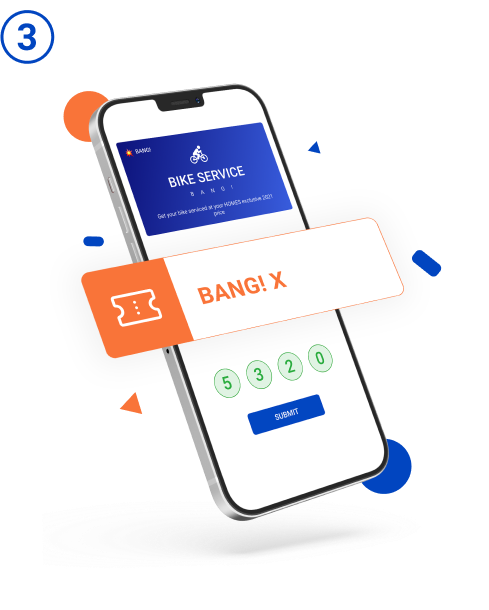 3
BANG!
BIKE SERVICE
B A N G !
Get your bike serviced at your HOMES exclusive 2021
price
BANG! X
5 3 2 0
SUBMIT